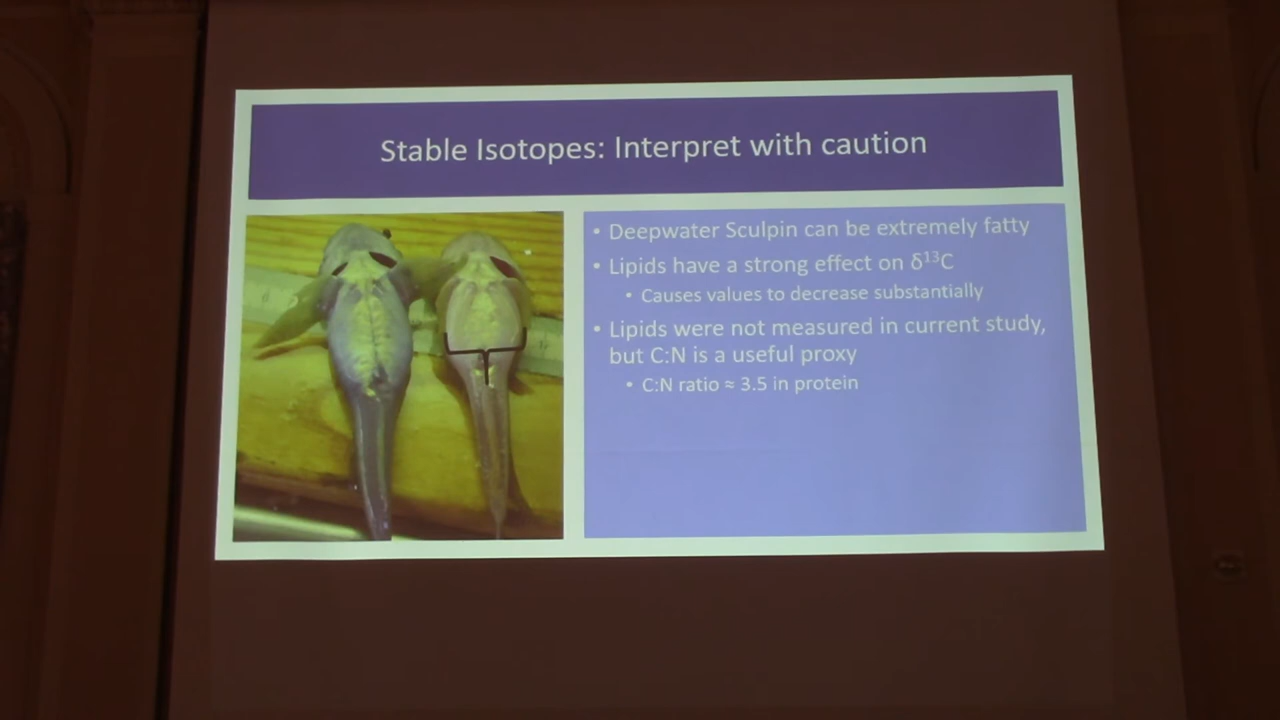 Stable Isotopes: Interpret with caution
• Deepwater Sculpin can be extremely fatty
• Lipids have a strong effect on δ¹³C
• Causes values to decrease substantially
• Lipids were not measured in current study,
but C:N is a useful proxy
• C:N ratio ≈ 3.5 in protein